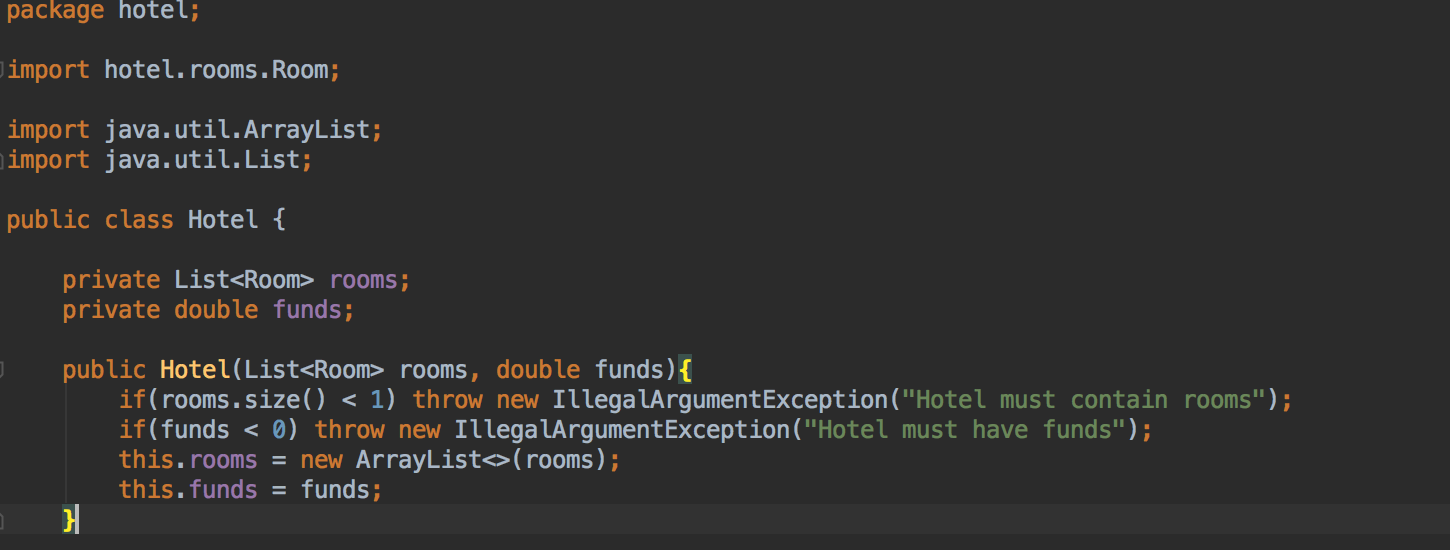 package hotel;
import hotel.rooms.Room;
import java.util.ArrayList;
import java.util.List;
public class Hotel {
private List<Room> rooms;
private double funds;
public Hotel(List<Room> rooms, double funds){
if(rooms.size() < 1) throw new IllegalArgumentException("Hotel must contain rooms");
if(funds < 0) throw new IllegalArgumentException("Hotel must have funds");
this.rooms = new ArrayList<>(rooms);
this.funds = funds;
}